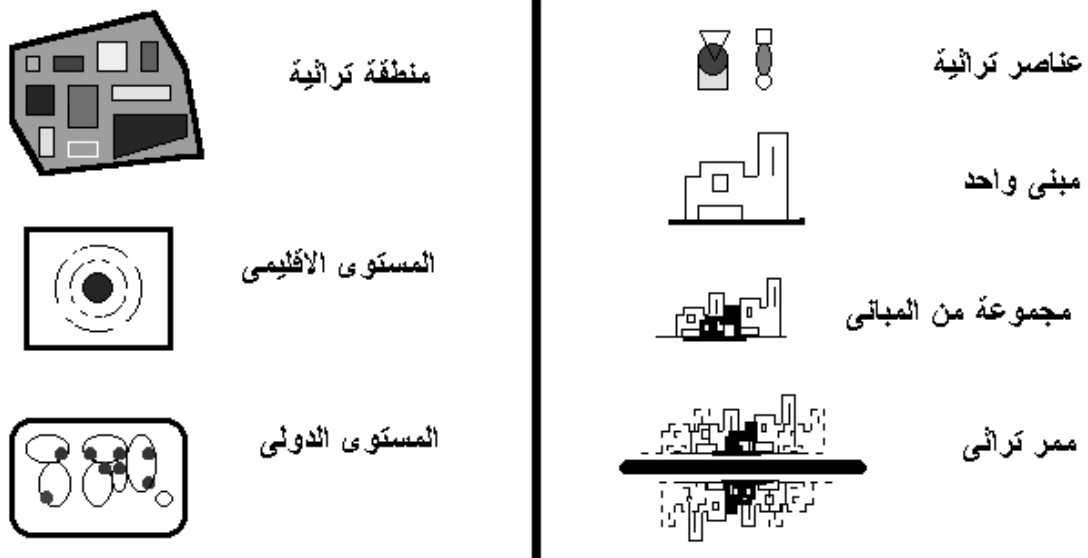 عناصر تراثية
مبنى واحد
مجموعة من المبانى
ممر تراثى
منطقة تراثية
المستوى الاقليمى
المستوى الدولى